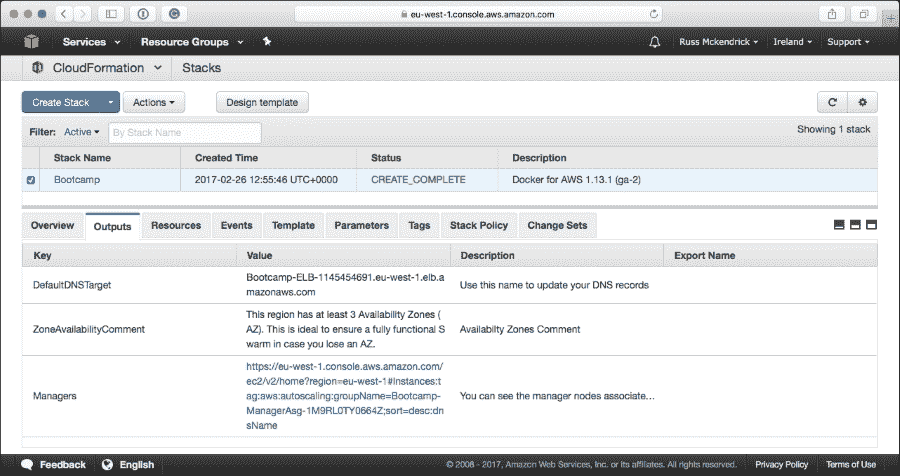 eu-west-1.console.aws.amazon.com
Services
Resource Groups
Russ Mckendrick
Ireland
Support
CloudFormation
Stacks
Create Stack
Actions
Design template
Filter: Active
By Stack Name
Showing 1 stack
Stack Name Created Time Status Description
Bootcamp 2017-02-26 12:55:46 UTC+0000 CREATE_COMPLETE Docker for AWS 1.13.1 (ga-2)
Overview Outputs Resources Events Template Parameters Tags Stack Policy Change Sets
Key Value Description Export Name
DefaultDNSTarget
Bootcamp-ELB-1145454691.eu-west-1.elb.a
mazonaws.com
Use this name to update your DNS records
ZoneAvailabilityComment
This region has at least 3 Availability Zones (
AZ). This is ideal to ensure a fully functional S
warm in case you lose an AZ.
Availabilty Zones Comment
Managers
https://eu-west-1.console.aws.amazon.com/
ec2/v2/home?region=eu-west-1#Instances:t
ag:aws:autoscaling:groupName=Bootcamp-
ManagerAsg-1M9RL0TY0664Z;sort=desc:dn
sName
You can see the manager nodes associate…
Feedback
English
© 2008 - 2017, Amazon Web Services, Inc. or its affiliates. All rights reserved.
Privacy Policy
Terms of Use